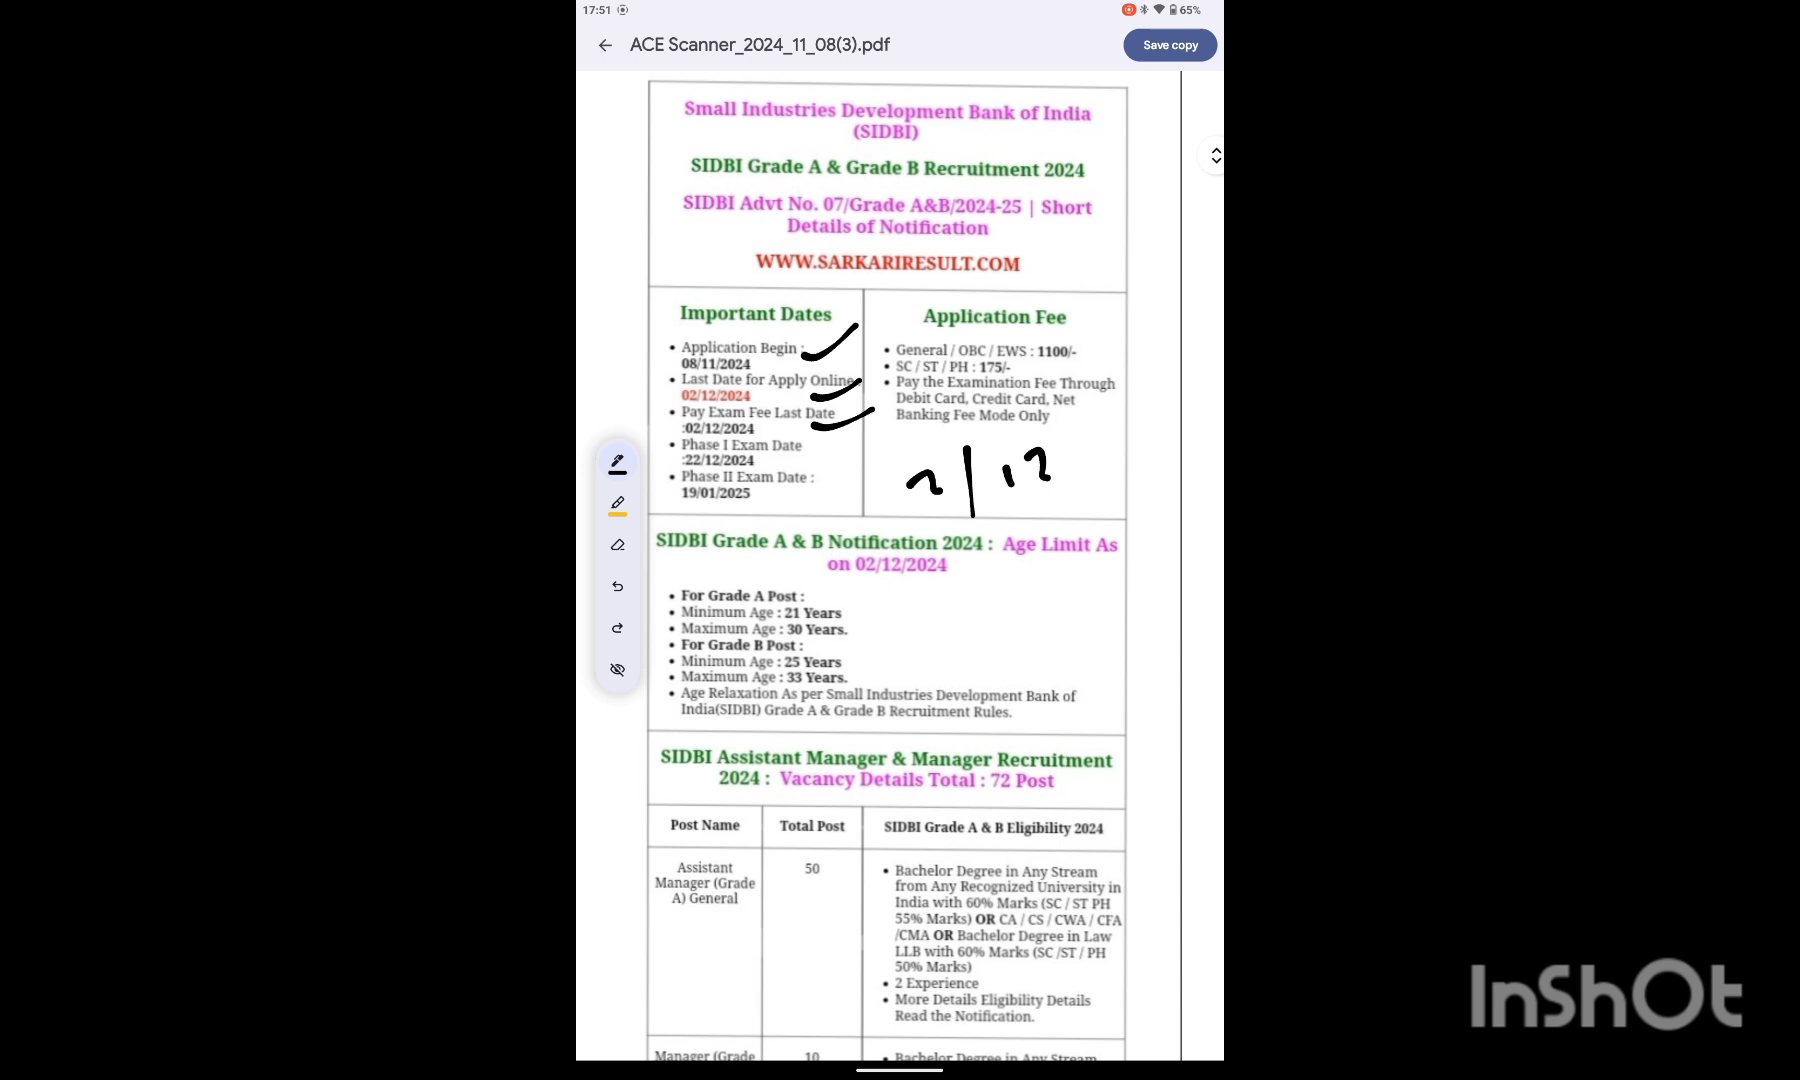 17:51
65%
ACE Scanner_2024_11_08(3).pdf
Save copy
Small Industries Development Bank of India
(SIDBI)
SIDBI Grade A & Grade B Recruitment 2024
SIDBI Advt No. 07/Grade A&B/2024-25 | Short
Details of Notification
WWW.SARKARIRESULT.COM
Important Dates
• Application Begin :
08/11/2024
• Last Date for Apply Online :
02/12/2024
• Pay Exam Fee Last Date
:02/12/2024
• Phase I Exam Date
:22/12/2024
• Phase II Exam Date :
19/01/2025
Application Fee
• General / OBC / EWS : 1100/-
• SC / ST / PH : 175/-
• Pay the Examination Fee Through
Debit Card, Credit Card, Net
Banking Fee Mode Only
2/12
SIDBI Grade A & B Notification 2024 : Age Limit As
on 02/12/2024
• For Grade A Post :
• Minimum Age : 21 Years
• Maximum Age : 30 Years.
• For Grade B Post :
• Minimum Age : 25 Years
• Maximum Age : 33 Years.
• Age Relaxation As per Small Industries Development Bank of
India(SIDBI) Grade A & Grade B Recruitment Rules.
SIDBI Assistant Manager & Manager Recruitment
2024 : Vacancy Details Total : 72 Post
Post Name
Total Post
SIDBI Grade A & B Eligibility 2024
Assistant
Manager (Grade
A) General
50
• Bachelor Degree in Any Stream
from Any Recognized University in
India with 60% Marks (SC / ST PH
55% Marks) OR CA / CS / CWA / CFA
/CMA OR Bachelor Degree in Law
LLB with 60% Marks (SC /ST / PH
50% Marks)
• 2 Experience
• More Details Eligibility Details
Read the Notification.
Manager (Grade
10
• Bachelor Degree in Any Stream
InShOt